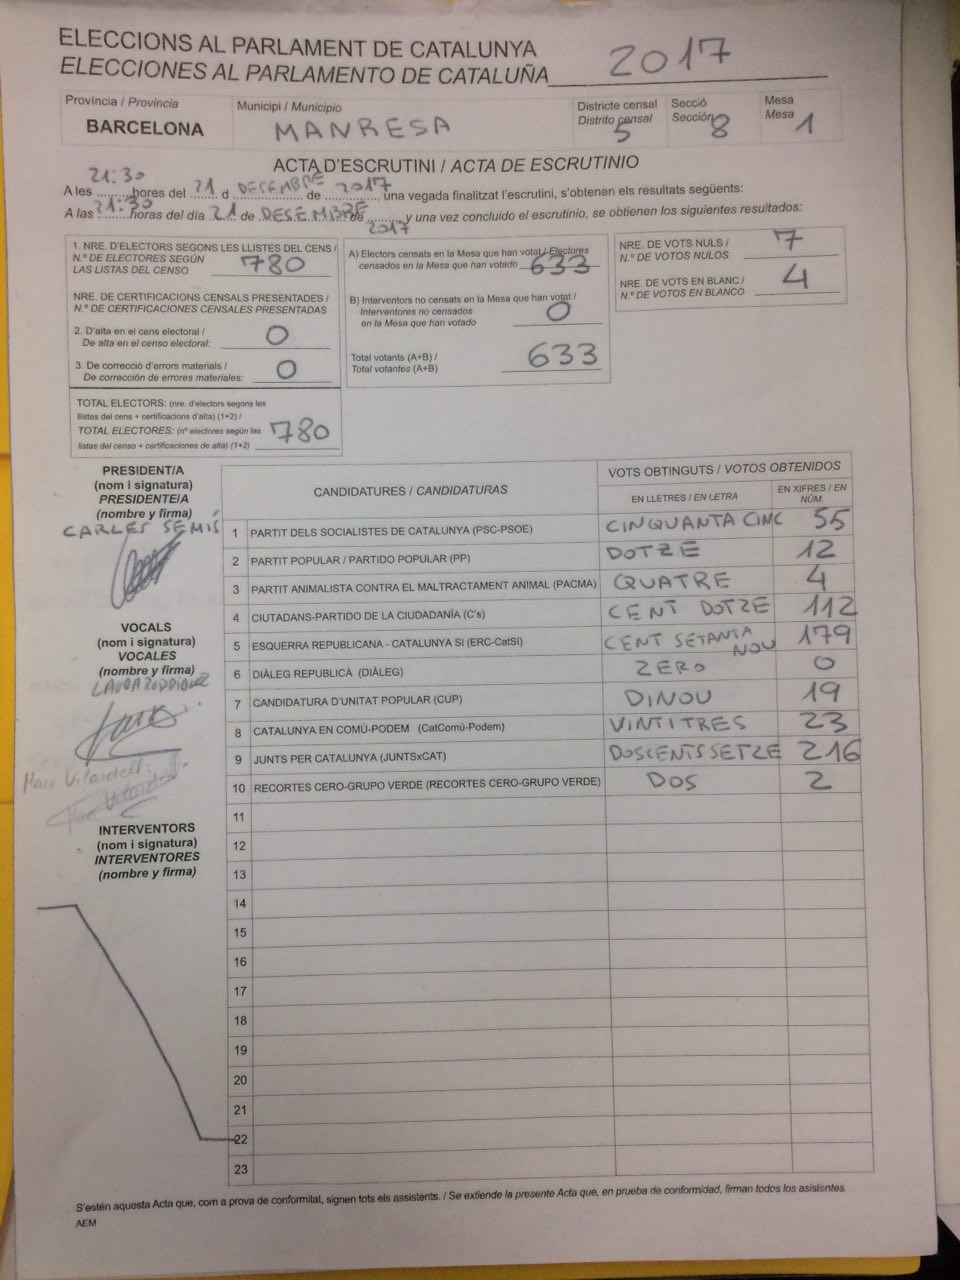 ELECCIONS AL PARLAMENT DE CATALUNYA
ELECCIONES AL PARLAMENTO DE CATALUÑA 2017
Província / Provincia
BARCELONA
Municipi / Municipio
MANRESA
Districte censal
Distrito censal
5
Secció
Sección
8
Mesa
Mesa
1
ACTA D'ESCRUTINI / ACTA DE ESCRUTINIO
A les 21:30 hores del 21 d DESEMBRE de 2017, una vegada finalitzat l'escrutini, s'obtenen els resultats següents:
A las 21:30 horas del día 21 de DESEMBRE de 2017 y una vez concluido el escrutinio, se obtienen los siguientes resultados:
1. NRE. D'ELECTORS SEGONS LES LLISTES DEL CENS /
N.º DE ELECTORES SEGÚN
LAS LISTAS DEL CENSO 780
NRE. DE CERTIFICACIONS CENSALS PRESENTADES /
N.º DE CERTIFICACIONES CENSALES PRESENTADAS
2. D'alta en el cens electoral /
De alta en el censo electoral: 0
3. De correcció d'errors materials /
De corrección de errores materiales: 0
TOTAL ELECTORS: (nre. d'electors segons les
llistes del cens + certificacions d'alta) (1+2) /
TOTAL ELECTORES: (nº electores según las
listas del censo + certificaciones de alta) (1+2) 780
A) Electors censats en la Mesa que han votat / Electores
censados en la Mesa que han votado 633
B) Interventors no censats en la Mesa que han votat /
Interventores no censados
en la Mesa que han votado 0
Total votants (A+B) /
Total votantes (A+B) 633
NRE. DE VOTS NULS /
N.º DE VOTOS NULOS 7
NRE. DE VOTS EN BLANC /
N.º DE VOTOS EN BLANCO 4
PRESIDENT/A
(nom i signatura)
PRESIDENTE/A
(nombre y firma)
CARLES SEMIS
VOCALS
(nom i signatura)
VOCALES
(nombre y firma)
LAURA RODRIGUEZ
Marc Vilardell
INTERVENTORS
(nom i signatura)
INTERVENTORES
(nombre y firma)
CANDIDATURES / CANDIDATURAS
VOTS OBTINGUTS / VOTOS OBTENIDOS
EN LLETRES / EN LETRA
EN XIFRES / EN NÚM.
1 PARTIT DELS SOCIALISTES DE CATALUNYA (PSC-PSOE) CINQUANTA CINC 55
2 PARTIT POPULAR / PARTIDO POPULAR (PP) DOTZE 12
3 PARTIT ANIMALISTA CONTRA EL MALTRACTAMENT ANIMAL (PACMA) QUATRE 4
4 CIUTADANS-PARTIDO DE LA CIUDADANÍA (C's) CENT DOTZE 112
5 ESQUERRA REPUBLICANA - CATALUNYA SI (ERC-CatSí) CENT SETANTA NOU 179
6 DIÀLEG REPUBLICÀ (DIÀLEG) ZERO 0
7 CANDIDATURA D'UNITAT POPULAR (CUP) DINOU 19
8 CATALUNYA EN COMÚ-PODEM (CatComú-Podem) VINTITRES 23
9 JUNTS PER CATALUNYA (JUNTSxCAT) DOSCENTS SETZE 216
10 RECORTES CERO-GRUPO VERDE (RECORTES CERO-GRUPO VERDE) DOS 2
11
12
13
14
15
16
17
18
19
20
21
22
23
S'estén aquesta Acta que, com a prova de conformitat, signen tots els assistents. / Se extiende la presente Acta que, en prueba de conformidad, firman todos los asistentes.
AEM